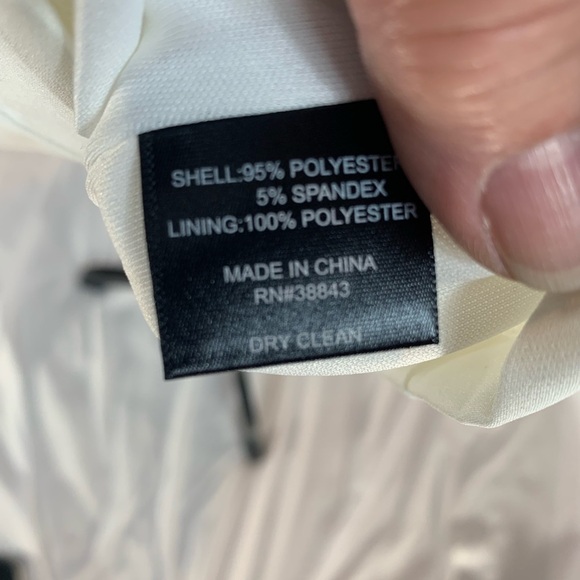 SHELL:95% POLYESTER
5% SPANDEX
LINING:100% POLYESTER
MADE IN CHINA
RN#38843
DRY CLEAN